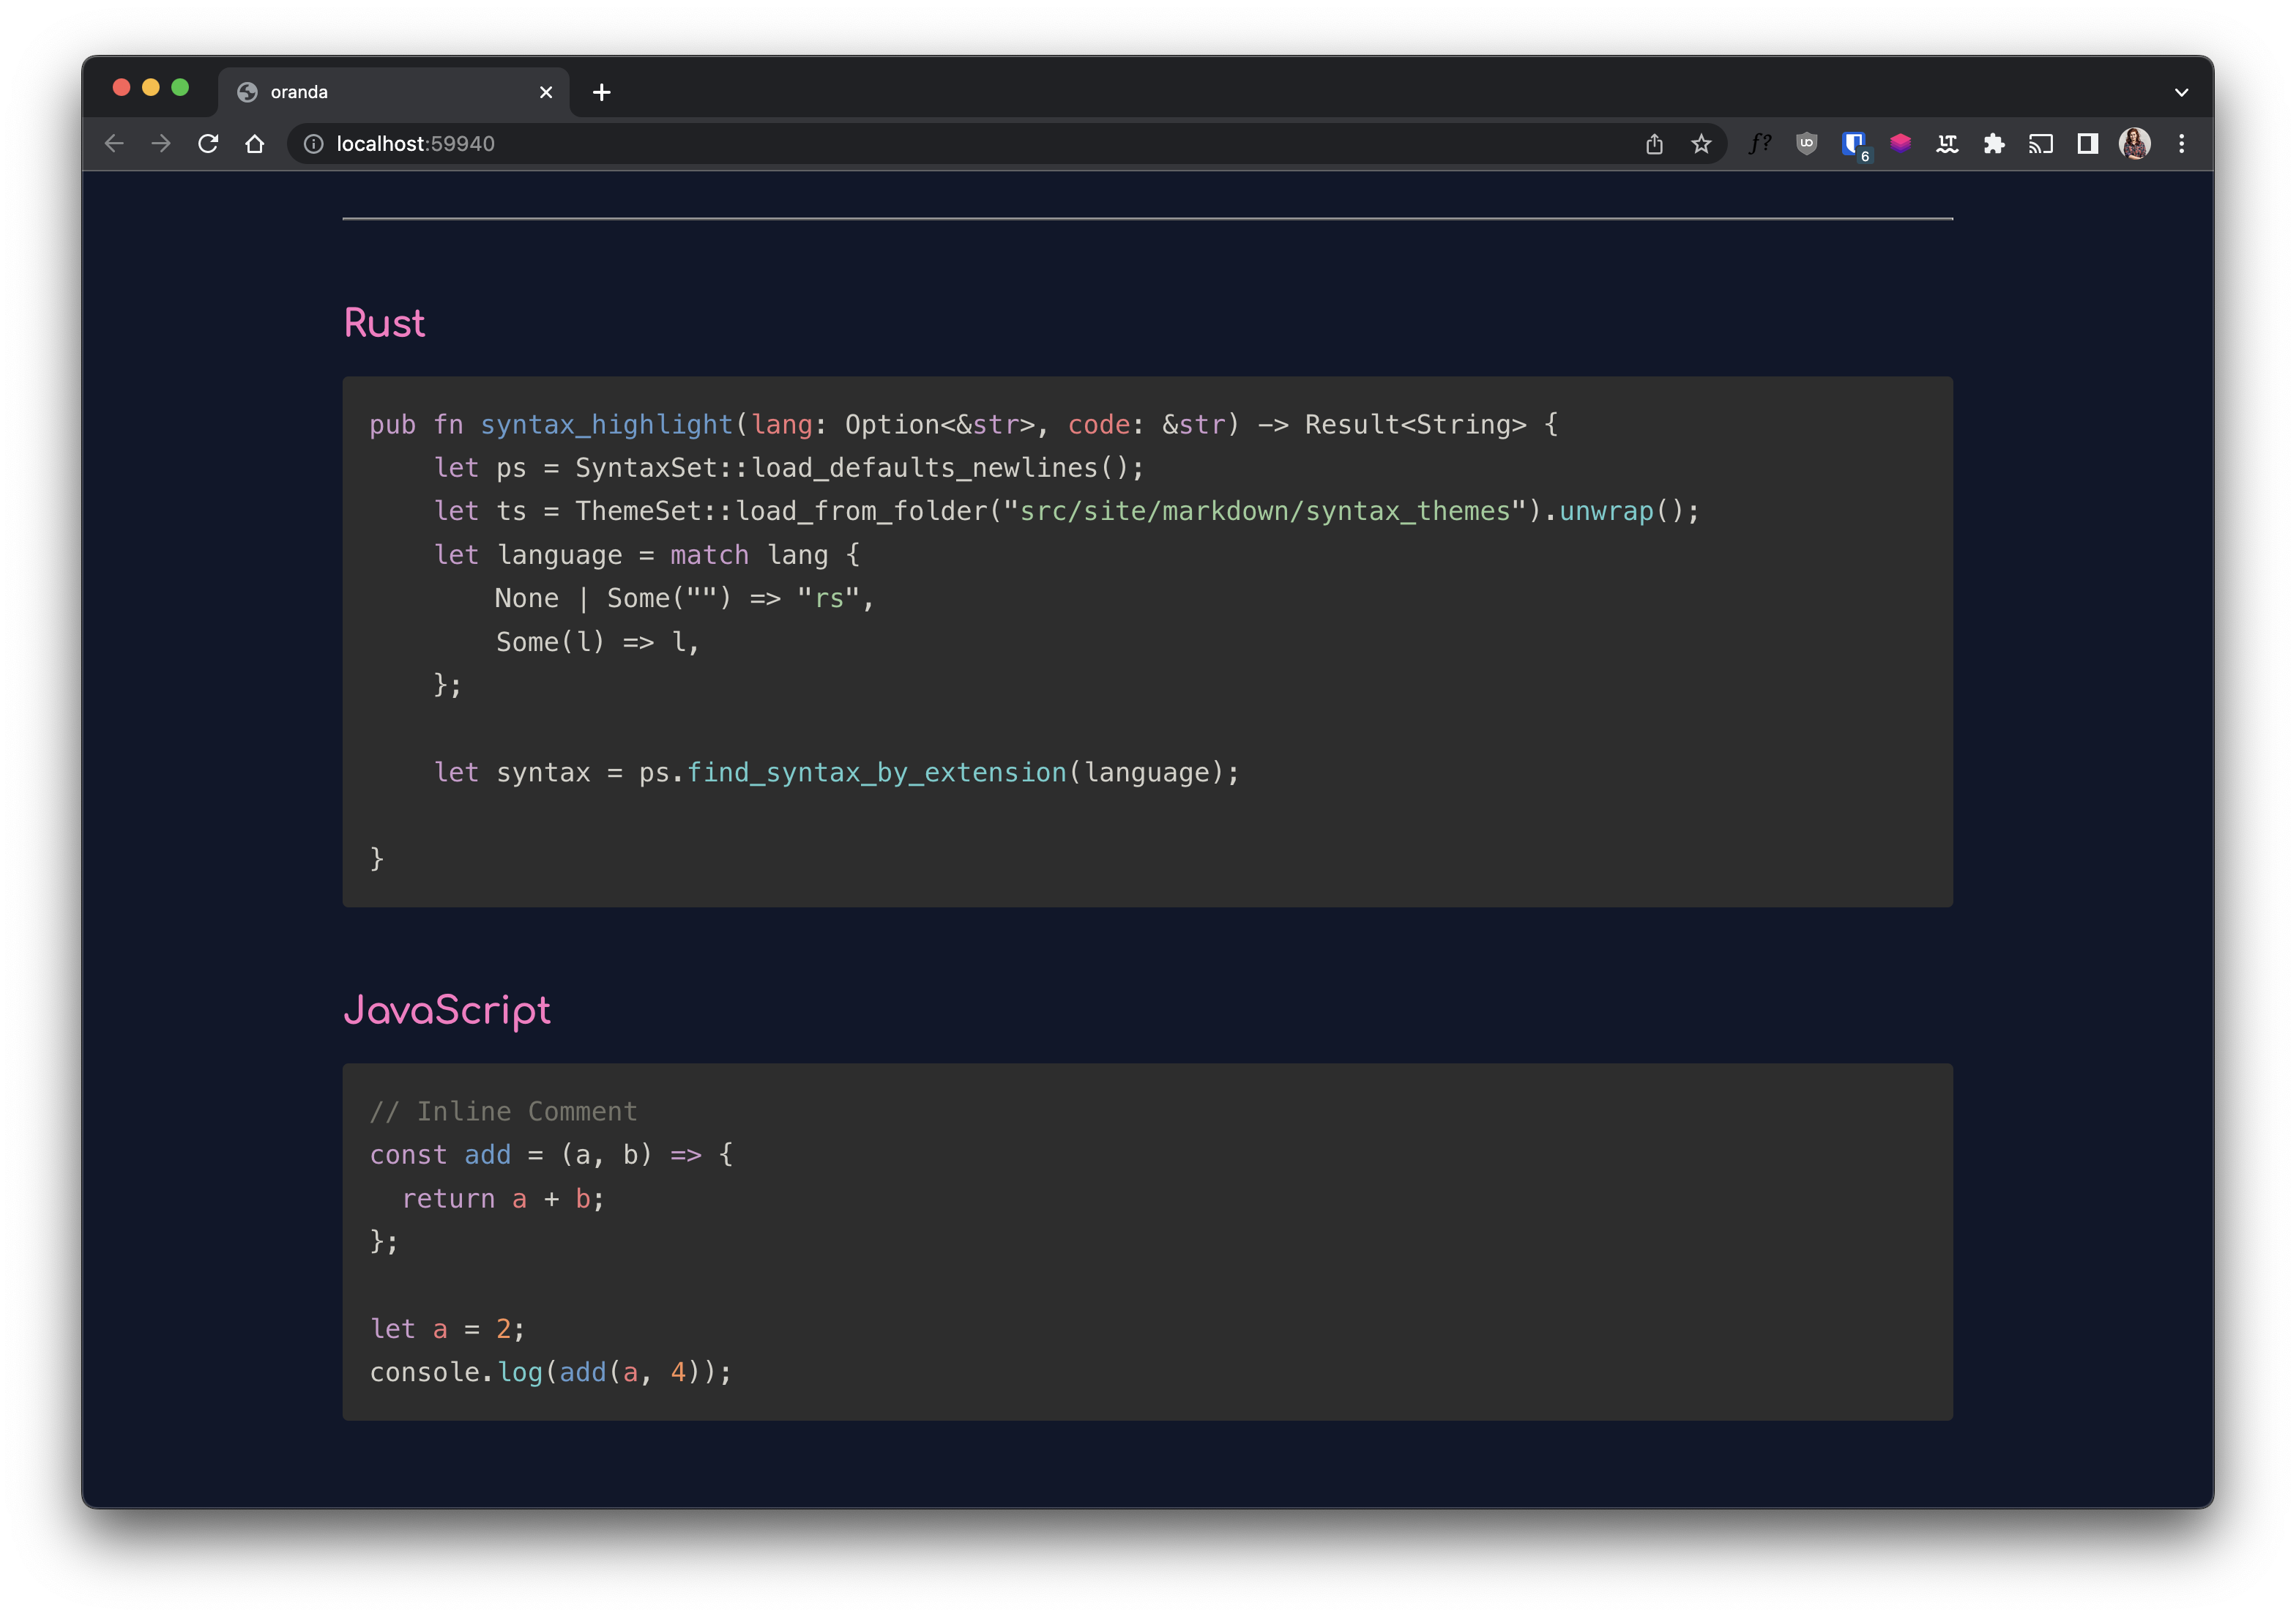 oranda
localhost:59940
f?
6
Rust
pub fn syntax_highlight(lang: Option<&str>, code: &str) -> Result<String> {
    let ps = SyntaxSet::load_defaults_newlines();
    let ts = ThemeSet::load_from_folder("src/site/markdown/syntax_themes").unwrap();
    let language = match lang {
        None | Some("") => "rs",
        Some(l) => l,
    };
    let syntax = ps.find_syntax_by_extension(language);
}
JavaScript
// Inline Comment
const add = (a, b) => {
  return a + b;
};
let a = 2;
console.log(add(a, 4));